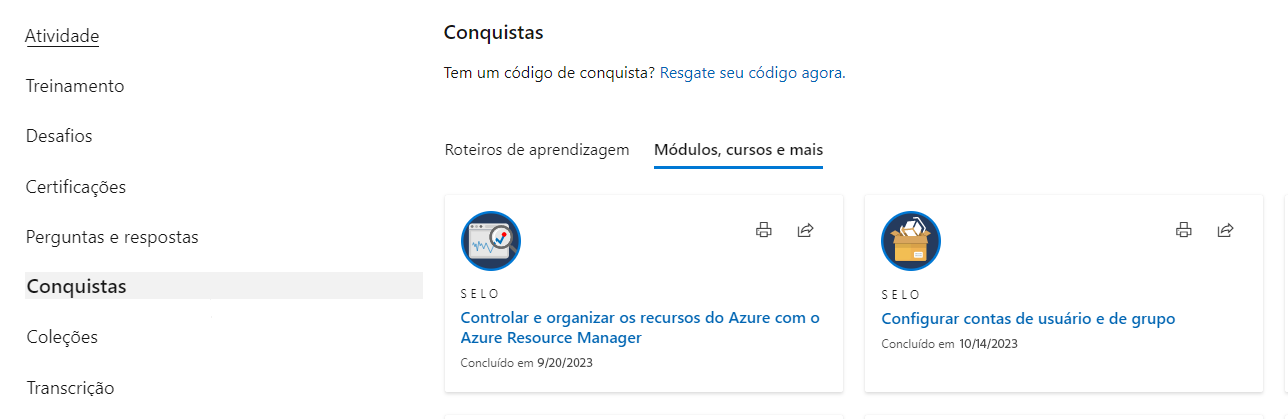 Atividade
Treinamento
Desafios
Certificações
Perguntas e respostas
Conquistas
Coleções
Transcrição
Conquistas
Tem um código de conquista? Resgate seu código agora.
Roteiros de aprendizagem
Módulos, cursos e mais
SELO
Controlar e organizar os recursos do Azure com o
Azure Resource Manager
Concluído em 9/20/2023
SELO
Configurar contas de usuário e de grupo
Concluído em 10/14/2023